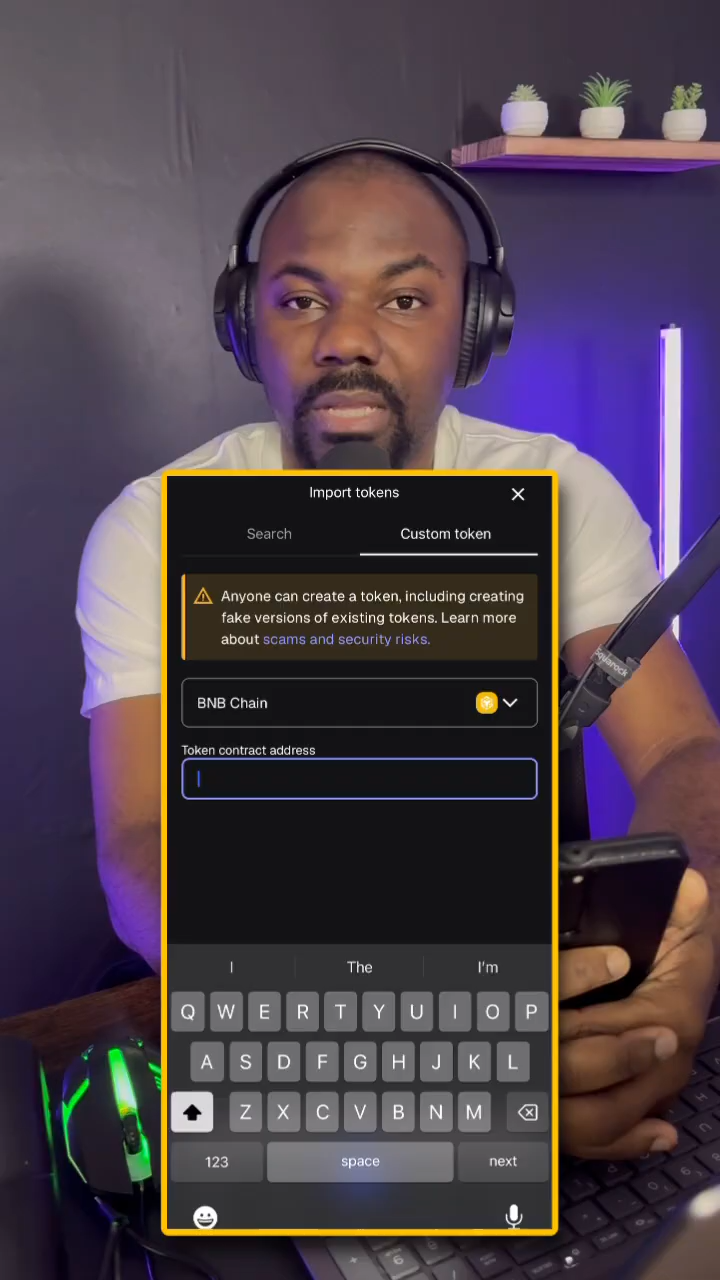 Import tokens
Search
Custom token
Anyone can create a token, including creating
fake versions of existing tokens. Learn more
about scams and security risks.
BNB Chain
Token contract address
I
The
I'm
Q W E R T Y U I O P
A S D F G H J K L
Z X C V B N M
123
space
next
squarock